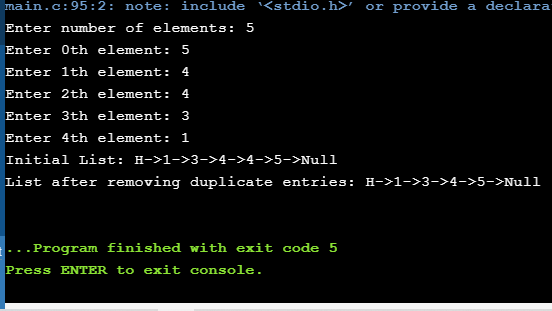 main.c:95:2: note: include ‘<stdio.h>’ or provide a declara
Enter number of elements: 5
Enter 0th element: 5
Enter 1th element: 4
Enter 2th element: 4
Enter 3th element: 3
Enter 4th element: 1
Initial List: H->1->3->4->4->5->Null
List after removing duplicate entries: H->1->3->4->5->Null
...Program finished with exit code 5
Press ENTER to exit console.